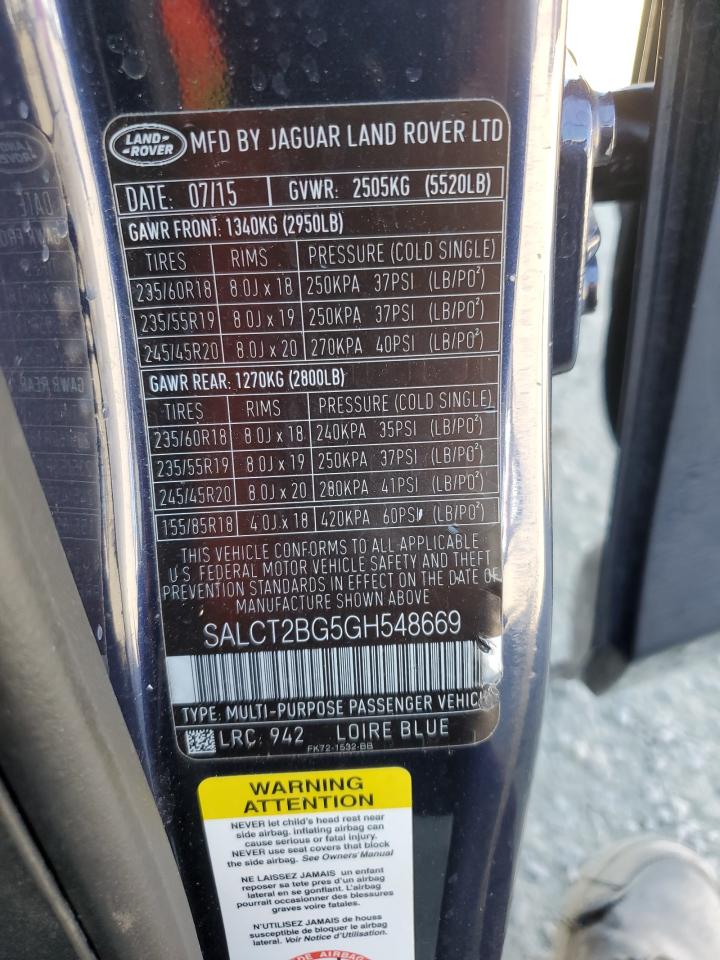 LAND-
ROVER
MFD BY JAGUAR LAND ROVER LTD
DATE: 07/15 GVWR: 2505KG (5520LB)
GAWR FRONT: 1340KG (2950LB)
TIRES RIMS PRESSURE (COLD SINGLE)
235/60R18 8.0J x 18 250KPA 37PSI (LB/PO²)
235/55R19 8.0J x 19 250KPA 37PSI (LB/PO²)
245/45R20 8.0J x 20 270KPA 40PSI (LB/PO²)
GAWR REAR: 1270KG (2800LB)
TIRES RIMS PRESSURE (COLD SINGLE)
235/60R18 8.0J x 18 240KPA 35PSI (LB/PO²)
235/55R19 8.0J x 19 250KPA 37PSI (LB/PO²)
245/45R20 8.0J x 20 280KPA 41PSI (LB/PO²)
155/85R18 4.0J x 18 420KPA 60PSI (LB/PO²)
THIS VEHICLE CONFORMS TO ALL APPLICABLE
U.S. FEDERAL MOTOR VEHICLE SAFETY AND THEFT
PREVENTION STANDARDS IN EFFECT ON THE DATE OF
MANUFACTURE SHOWN ABOVE
SALCT2BG5GH548669
TYPE: MULTI-PURPOSE PASSENGER VEHIC
LRC 942 LOIRE BLUE
FK72-1532-BB
WARNING
ATTENTION
NEVER let child's head rest near
side airbag. Inflating airbag can
cause serious or fatal injury.
NEVER use seat covers that block
the side airbag. See Owners Manual
NE LAISSEZ JAMAIS un enfant
reposer sa tete pres d'un airbag
lateral en se gonflant. L'airbag
pourrait occasionner des blessures
graves voire fatales.
N'UTILISEZ JAMAIS de houss
susceptible de bloquer un airbag
lateral. Voir Notice d'Utilisation.
DE AIRBAG